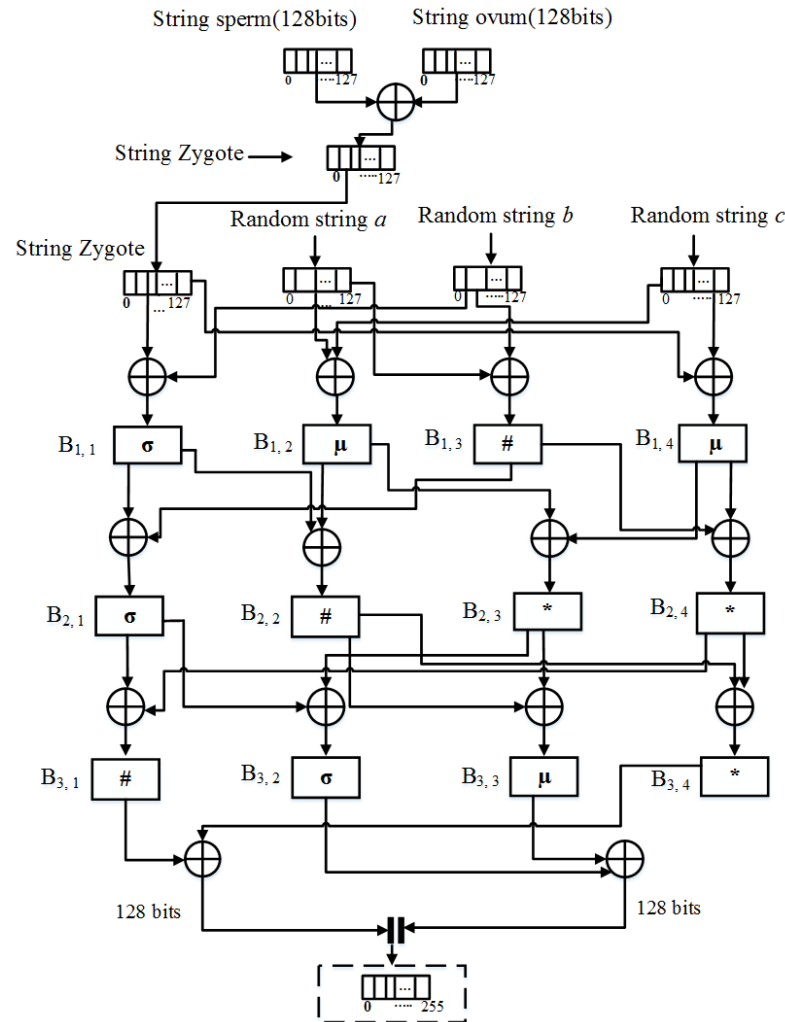 String sperm(128bits) String ovum(128bits)
... ...
0 .....127 0 .....127
String Zygote
...
0 .....127
Random string a Random string b Random string c
String Zygote
... ... ... ...
0 ... 127 0 ... 127 0 .....127 0 ..... 127
B1, 1 σ B1, 2 μ B1, 3 # B1, 4 μ
B2, 1 σ B2, 2 # B2, 3 * B2, 4 *
B3, 1 # B3, 2 σ B3, 3 μ B3, 4 *
128 bits 128 bits
...
0 ..... 255